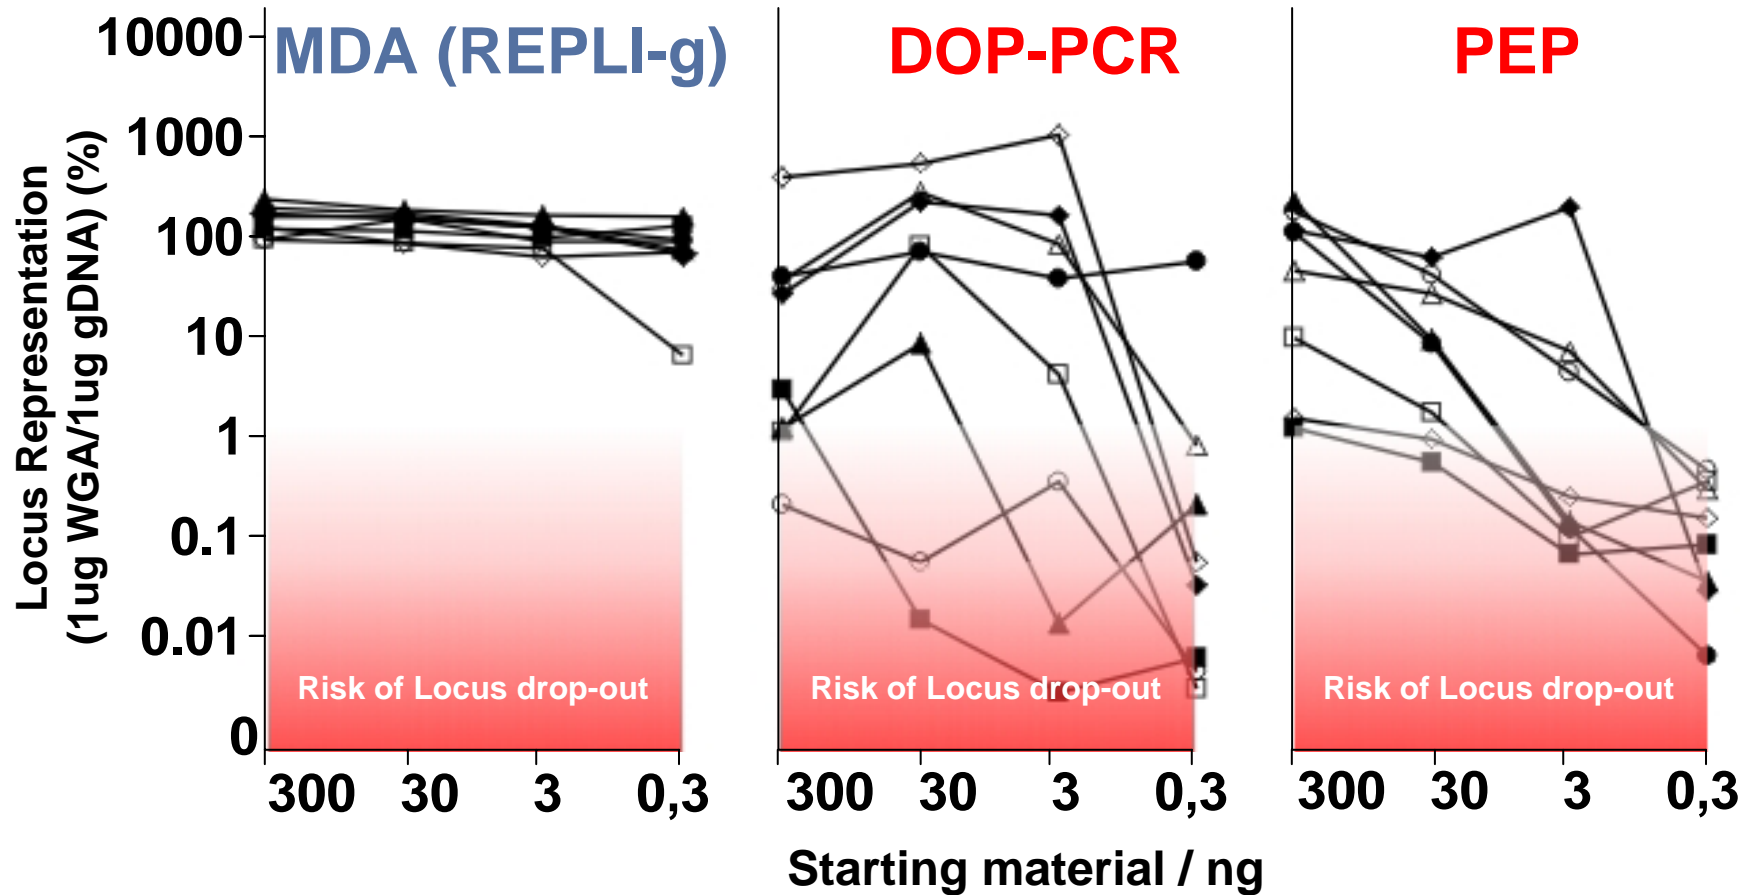 MDA (REPLI-g)
DOP-PCR
PEP
Locus Representation
(1ug WGA/1ug gDNA) (%)
10000
1000
100
10
1
0.1
0.01
0
Risk of Locus drop-out
Risk of Locus drop-out
Risk of Locus drop-out
300 30 3 0,3
300 30 3 0,3
300 30 3 0,3
Starting material / ng